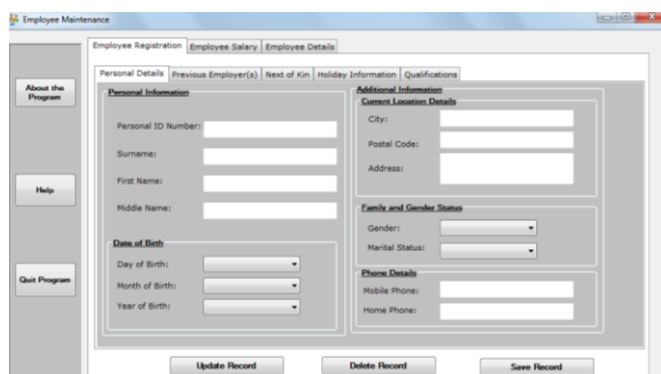 Employee Maintenance
Employee Registration Employee Salary Employee Details
Personal Details Previous Employer(s) Next of Kin Holiday Information Qualifications
About the
Program
Help
Quit Program
Personal Information
Personal ID Number:
Surname:
First Name:
Middle Name:
Date of Birth
Day of Birth:
Month of Birth:
Year of Birth:
Additional Information
Current Location Details
City:
Postal Code:
Address:
Family and Gender Status
Gender:
Marital Status:
Phone Details
Mobile Phone:
Home Phone:
Update Record Delete Record Save Record